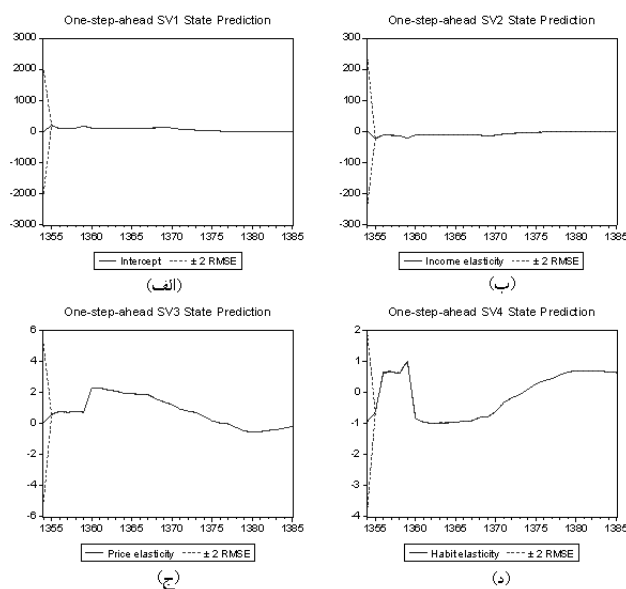 One-step-ahead SV1 State Prediction
3000
2000
1000
0
-1000
-2000
-3000
1355 1360 1365 1370 1375 1380 1385
Intercept ± 2 RMSE
(الف)
One-step-ahead SV2 State Prediction
300
200
100
0
-100
-200
-300
1355 1360 1365 1370 1375 1380 1385
Income elasticity ± 2 RMSE
(ب)
One-step-ahead SV3 State Prediction
6
4
2
0
-2
-4
-6
1355 1360 1365 1370 1375 1380 1385
Price elasticity ± 2 RMSE
(ج)
One-step-ahead SV4 State Prediction
2
1
0
-1
-2
-3
-4
1355 1360 1365 1370 1375 1380 1385
Habit elasticity ± 2 RMSE
(د)